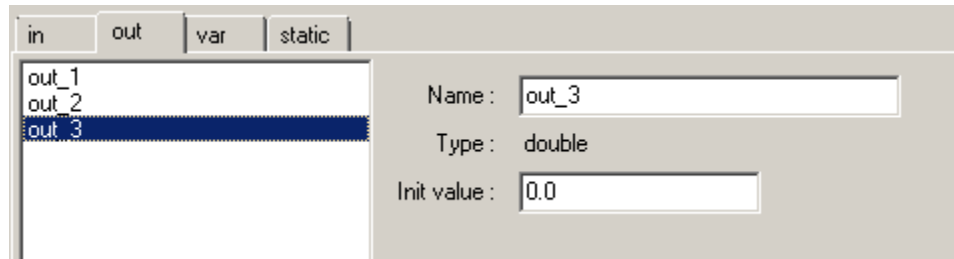 in out var static
out_1
out_2
out_3
Name : out_3
Type : double
Init value : 0.0